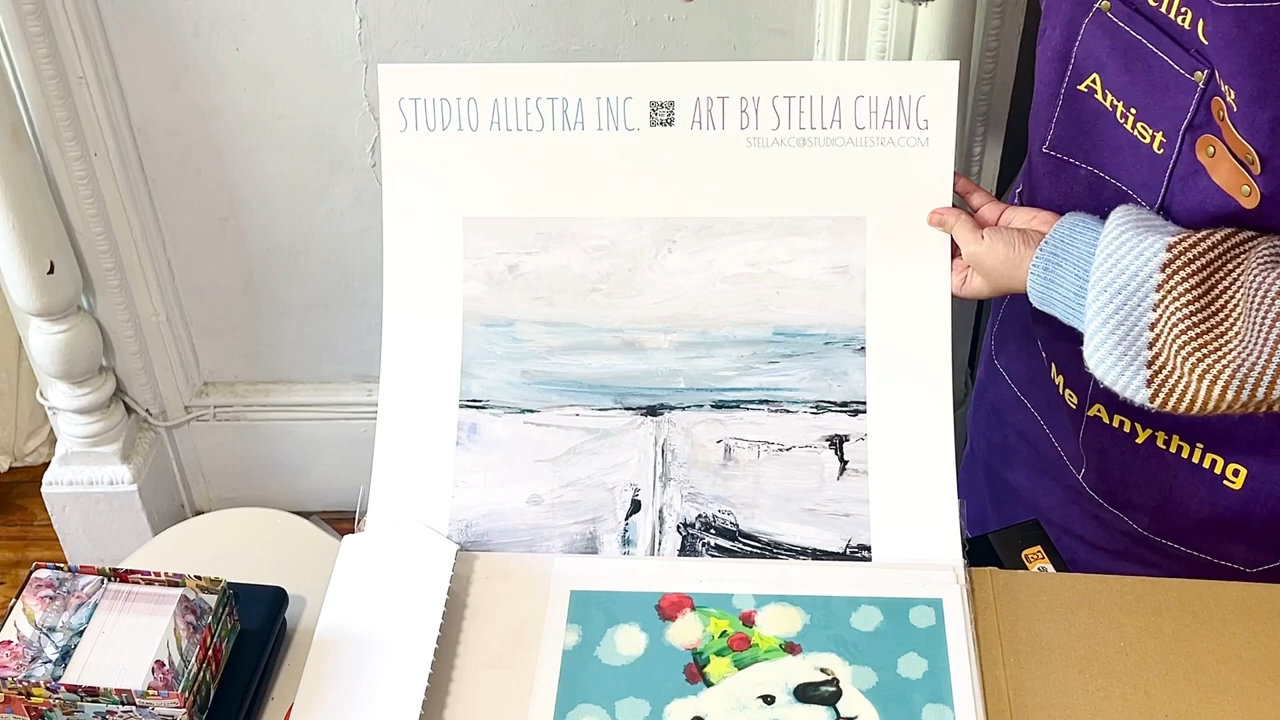 STUDIO ALLESTRA INC. ART BY STELLA CHANG
STELLAKC@STUDIOALLESTRA.COM
Artist
Me Anything